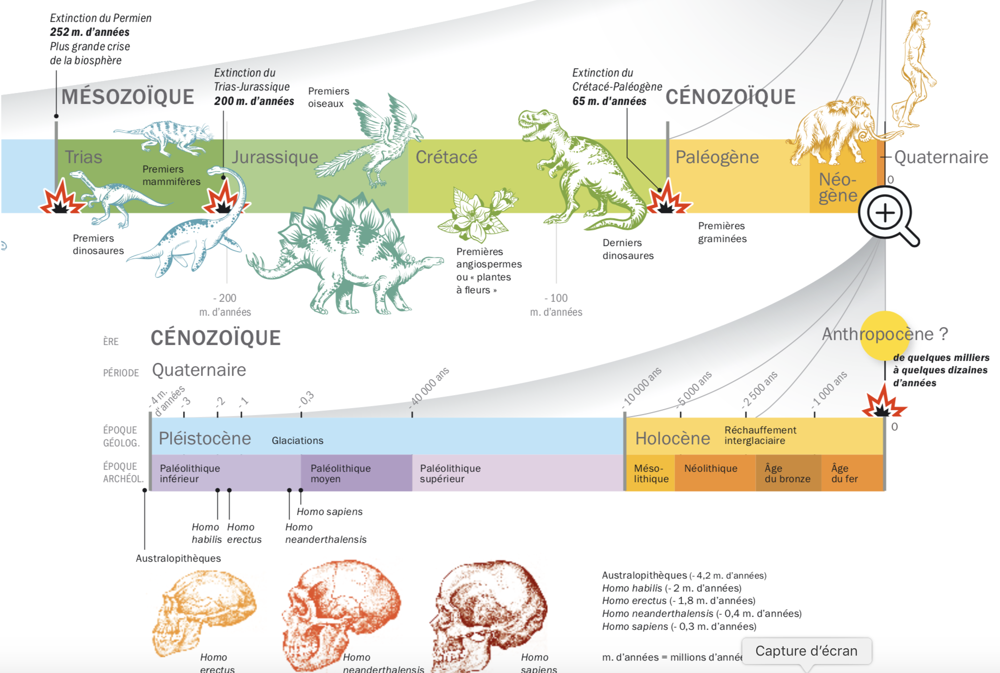 Extinction du Permien
252 m. d'années
Plus grande crise
de la biosphère
Extinction du
Trias-Jurassique
200 m. d'années
Premiers
oiseaux
Extinction du
Crétacé-Paléogène
65 m. d'années
MÉSOZOÏQUE
CÉNOZOÏQUE
Trias
Jurassique
Crétacé
Paléogène
Néo-
gène
Quaternaire
0
Premiers
mammifères
Premiers
dinosaures
Premières
angiospermes
ou « plantes
à fleurs »
Derniers
dinosaures
Premières
graminées
- 200
m. d'années
- 100
m. d'années
ÈRE
CÉNOZOÏQUE
PÉRIODE
Quaternaire
Anthropocène ?
de quelques milliers
à quelques dizaines
d'années
- 4 m.
d'années
- 3
- 2
- 1
- 0,3
- 40 000 ans
- 10 000 ans
- 5 000 ans
- 2 500 ans
- 1 000 ans
0
ÉPOQUE
GÉOLOG.
Pléistocène
Glaciations
Holocène
Réchauffement
interglaciaire
ÉPOQUE
ARCHÉOL.
Paléolithique
inférieur
Paléolithique
moyen
Paléolithique
supérieur
Méso-
lithique
Néolithique
Âge
du bronze
Âge
du fer
Homo sapiens
Homo
habilis
Homo
erectus
Homo
neanderthalensis
Australopithèques
Homo
erectus
Homo
neanderthalensis
Homo
sapiens
Australopithèques (- 4,2 m. d'années)
Homo habilis (- 2 m. d'années)
Homo erectus (- 1,8 m. d'années)
Homo neanderthalensis (- 0,4 m. d'années)
Homo sapiens (- 0,3 m. d'années)
m. d'années = millions d'année
Capture d'écran